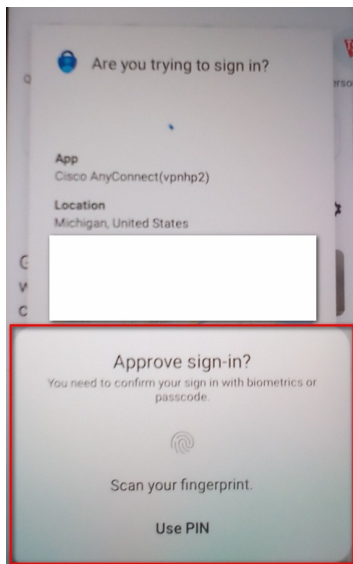 Are you trying to sign in?
App
Cisco AnyConnect(vpnhp2)
Location
Michigan, United States
Approve sign-in?
You need to confirm your sign in with biometrics or
passcode.
Scan your fingerprint.
Use PIN